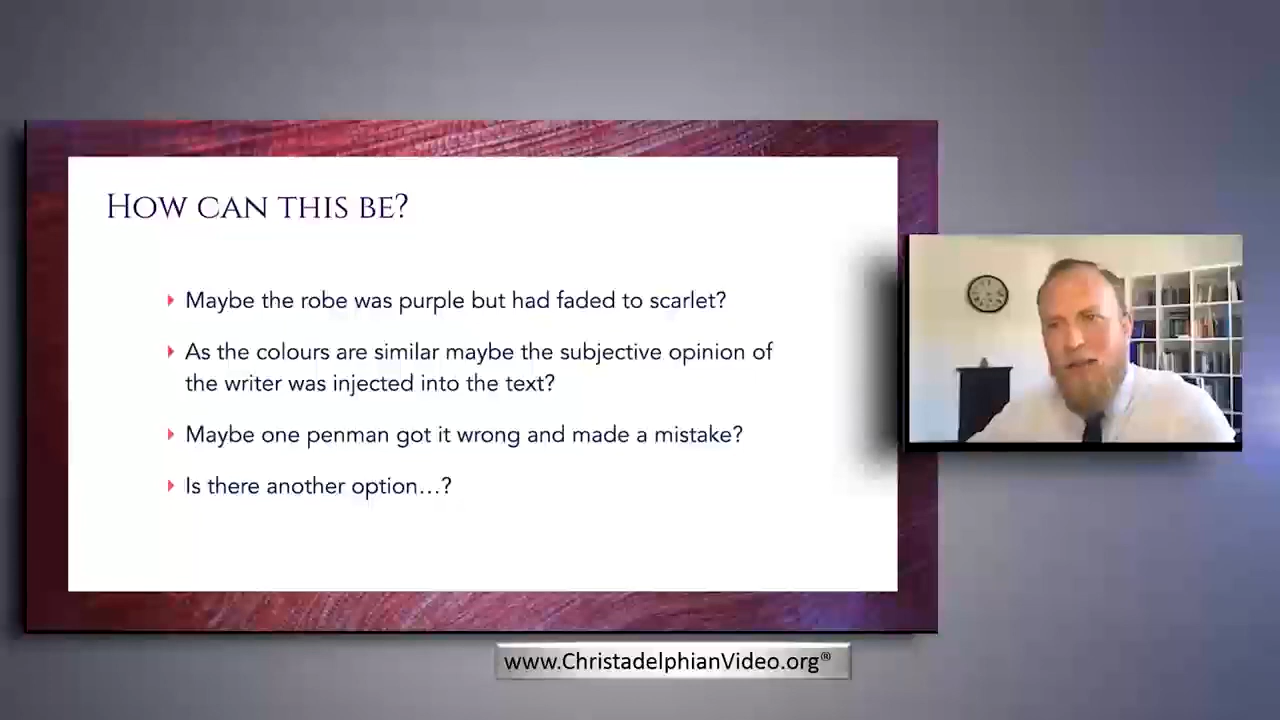 How can this be?
Maybe the robe was purple but had faded to scarlet?
As the colours are similar maybe the subjective opinion of
the writer was injected into the text?
Maybe one penman got it wrong and made a mistake?
Is there another option…?
www.ChristadelphianVideo.org®